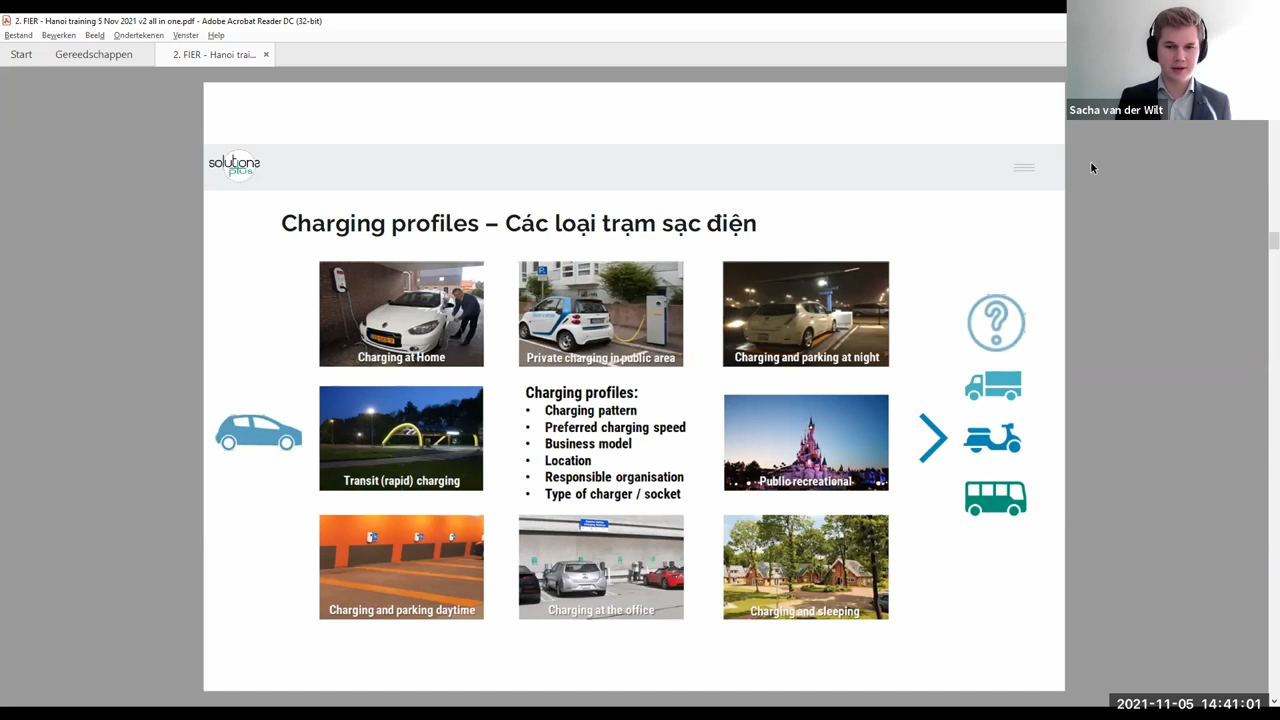 2. FIER - Hanoi training 5 Nov 2021 v2 all in one.pdf - Adobe Acrobat Reader DC (32-bit)
Bestand Bewerken Beeld Ondertekenen Venster Help
Start Gereedschappen 2. FIER - Hanoi trai... ×
Sacha van der Wilt
solutions
plus
Charging profiles – Các loại trạm sạc điện
Charging at Home
Private charging in public area
Charging and parking at night
Transit (rapid) charging
Charging profiles:
• Charging pattern
• Preferred charging speed
• Business model
• Location
• Responsible organisation
• Type of charger / socket
Public recreational
Charging and parking daytime
Charging at the office
Charging and sleeping
2021-11-05 14:41:01